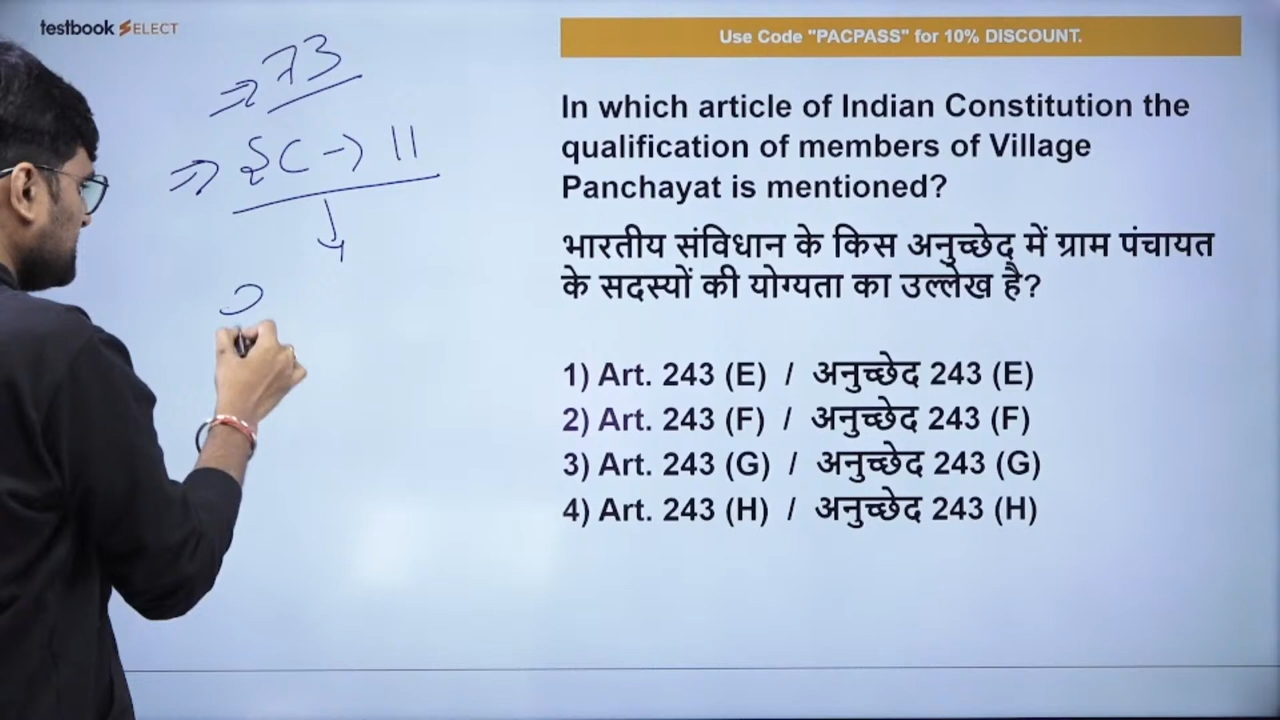 testbook SELECT
Use Code "PACPASS" for 10% DISCOUNT.
⇒ 73
⇒ SC → 11
In which article of Indian Constitution the
qualification of members of Village
Panchayat is mentioned?
भारतीय संविधान के किस अनुच्छेद में ग्राम पंचायत
के सदस्यों की योग्यता का उल्लेख है?
1) Art. 243 (E) / अनुच्छेद 243 (E)
2) Art. 243 (F) / अनुच्छेद 243 (F)
3) Art. 243 (G) / अनुच्छेद 243 (G)
4) Art. 243 (H) / अनुच्छेद 243 (H)